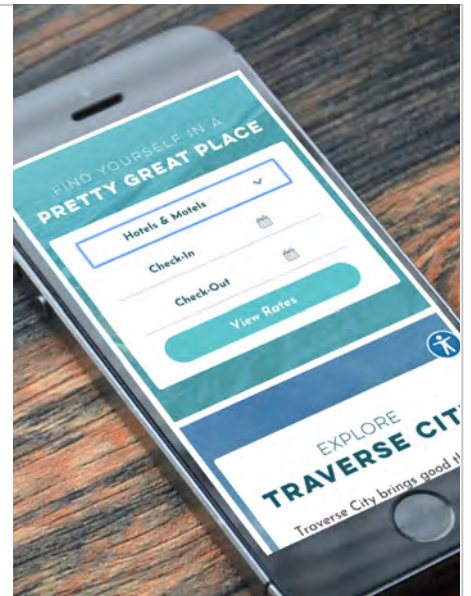 FIND YOURSELF IN A
PRETTY GREAT PLACE
Hotels & Motels
Check-In
Check-Out
View Rates
EXPLORE
TRAVERSE CIT
Traverse City brings good th